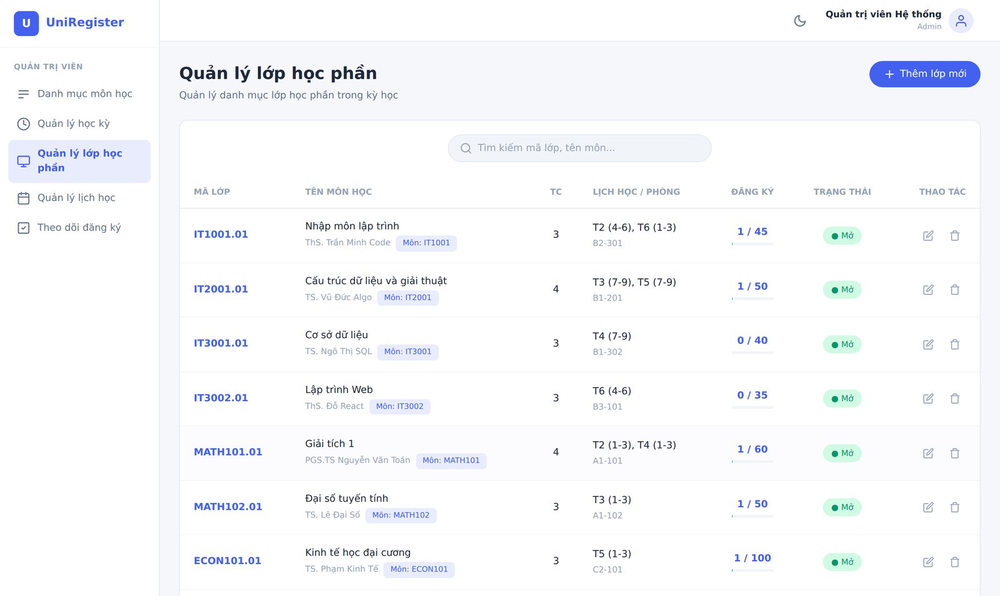 U UniRegister
Quản trị viên Hệ thống
Admin
QUẢN TRỊ VIÊN
Danh mục môn học
Quản lý học kỳ
Quản lý lớp học
phần
Quản lý lịch học
Theo dõi đăng ký
Quản lý lớp học phần
Quản lý danh mục lớp học phần trong kỳ học
Thêm lớp mới
Tìm kiếm mã lớp, tên môn...
MÃ LỚP TÊN MÔN HỌC TC LỊCH HỌC / PHÒNG ĐĂNG KÝ TRẠNG THÁI THAO TÁC
IT1001.01 Nhập môn lập trình 3 T2 (4-6), T6 (1-3) 1 / 45 Mở
ThS. Trần Minh Code Môn: IT1001 B2-301
IT2001.01 Cấu trúc dữ liệu và giải thuật 4 T3 (7-9), T5 (7-9) 1 / 50 Mở
TS. Vũ Đức Algo Môn: IT2001 B1-201
IT3001.01 Cơ sở dữ liệu 3 T4 (7-9) 0 / 40 Mở
TS. Ngô Thị SQL Môn: IT3001 B1-302
IT3002.01 Lập trình Web 3 T6 (4-6) 0 / 35 Mở
ThS. Đỗ React Môn: IT3002 B3-101
MATH101.01 Giải tích 1 4 T2 (1-3), T4 (1-3) 1 / 60 Mở
PGS.TS Nguyễn Văn Toán Môn: MATH101 A1-101
MATH102.01 Đại số tuyến tính 3 T3 (1-3) 1 / 50 Mở
TS. Lê Đại Số Môn: MATH102 A1-102
ECON101.01 Kinh tế học đại cương 3 T5 (1-3) 1 / 100 Mở
TS. Phạm Kinh Tế Môn: ECON101 C2-101